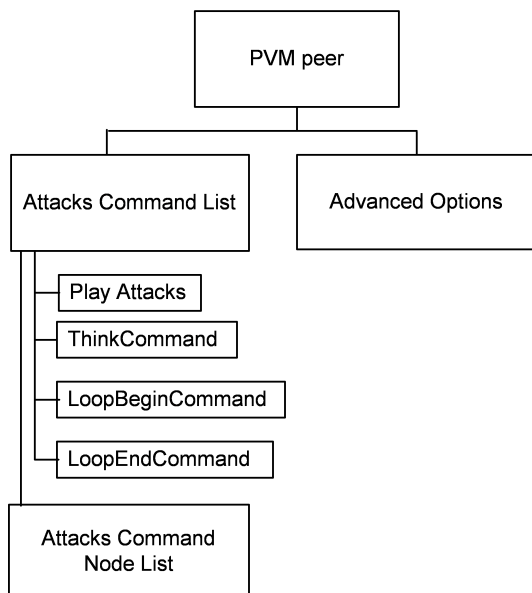 PVM peer
Attacks Command List
Advanced Options
Play Attacks
ThinkCommand
LoopBeginCommand
LoopEndCommand
Attacks Command
Node List